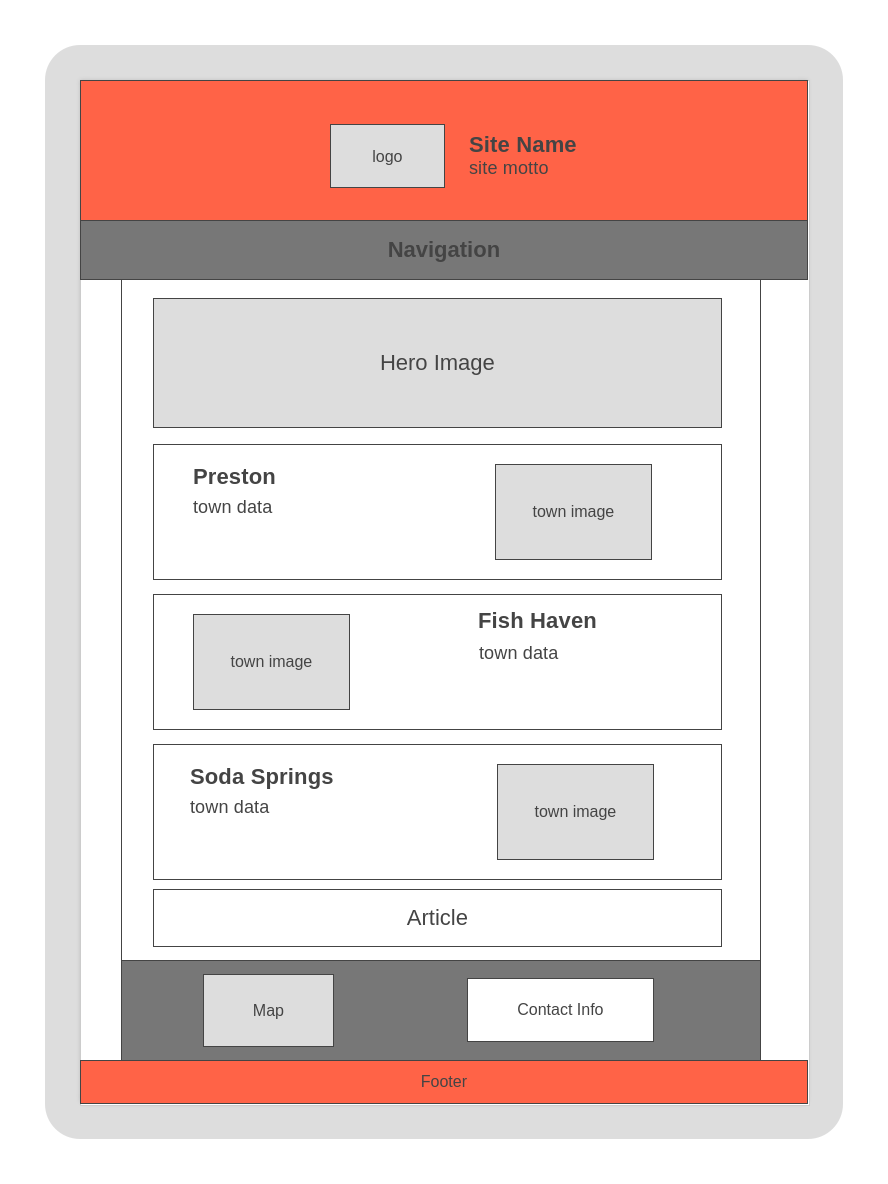 logo
Site Name
site motto
Navigation
Hero Image
Preston
town data
town image
town image
Fish Haven
town data
Soda Springs
town data
town image
Article
Map
Contact Info
Footer